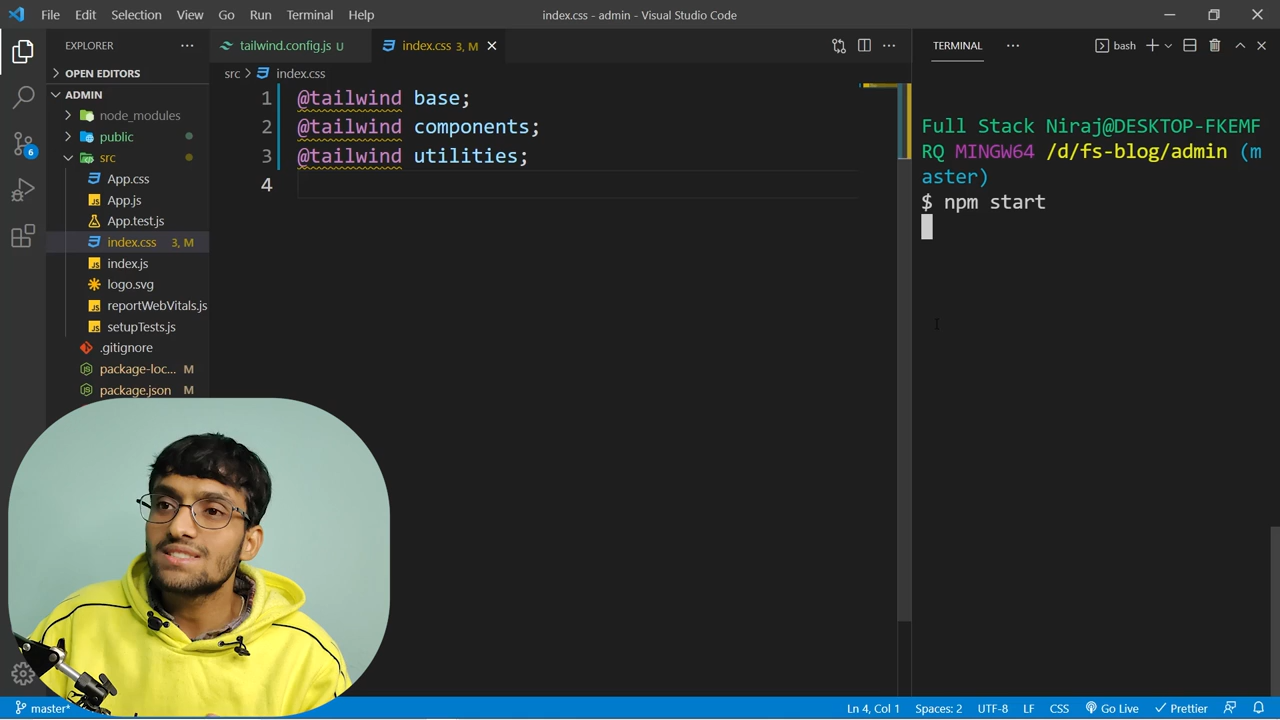 File Edit Selection View Go Run Terminal Help
index.css - admin - Visual Studio Code
EXPLORER
OPEN EDITORS
ADMIN
node_modules
public
src
App.css
App.js
App.test.js
index.css 3, M
index.js
logo.svg
reportWebVitals.js
setupTests.js
.gitignore
package-loc... M
package.json M
6
tailwind.config.js U
index.css 3, M
src > index.css
1 @tailwind base;
2 @tailwind components;
3 @tailwind utilities;
4
TERMINAL
bash
Full Stack Niraj@DESKTOP-FKEMF
RQ MINGW64 /d/fs-blog/admin (m
aster)
$ npm start
master*
Ln 4, Col 1
Spaces: 2
UTF-8
LF
CSS
Go Live
Prettier